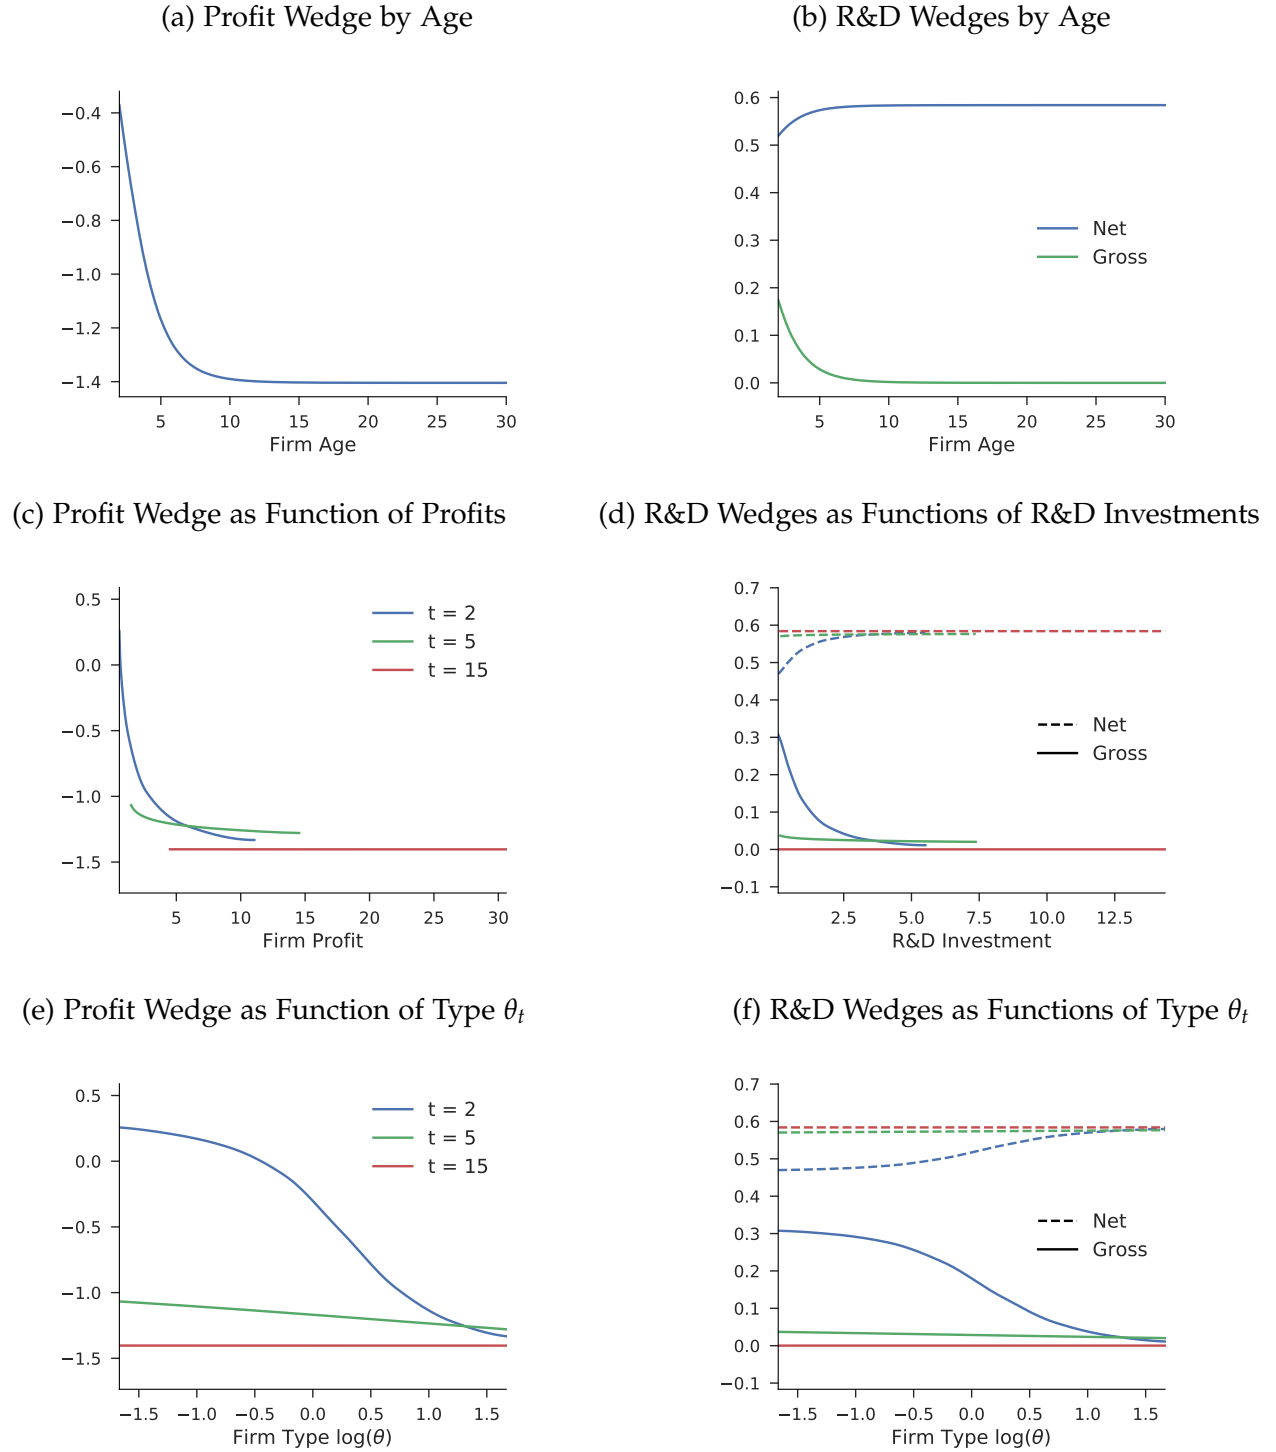 (a) Profit Wedge by Age
−0.4
−0.6
−0.8
−1.0
−1.2
−1.4
5 10 15 20 25 30
Firm Age
(b) R&D Wedges by Age
0.6
0.5
0.4
0.3
0.2
0.1
0.0
Net
Gross
5 10 15 20 25 30
Firm Age
(c) Profit Wedge as Function of Profits
0.5
0.0
−0.5
−1.0
−1.5
t = 2
t = 5
t = 15
5 10 15 20 25 30
Firm Profit
(d) R&D Wedges as Functions of R&D Investments
0.7
0.6
0.5
0.4
0.3
0.2
0.1
0.0
−0.1
Net
Gross
2.5 5.0 7.5 10.0 12.5
R&D Investment
(e) Profit Wedge as Function of Type θt
0.5
0.0
−0.5
−1.0
−1.5
t = 2
t = 5
t = 15
−1.5 −1.0 −0.5 0.0 0.5 1.0 1.5
Firm Type log(θ)
(f) R&D Wedges as Functions of Type θt
0.7
0.6
0.5
0.4
0.3
0.2
0.1
0.0
−0.1
Net
Gross
−1.5 −1.0 −0.5 0.0 0.5 1.0 1.5
Firm Type log(θ)